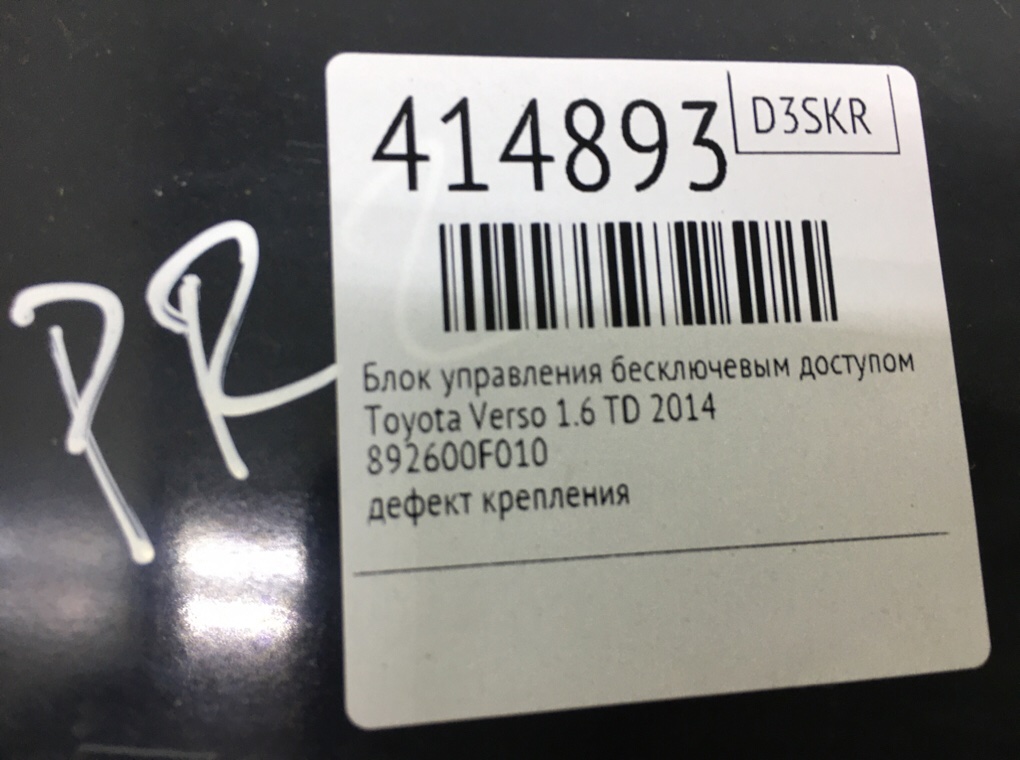 414893
D3SKR
PR
Блок управления бесключевым доступом
Toyota Verso 1.6 TD 2014
892600F010
дефект крепления